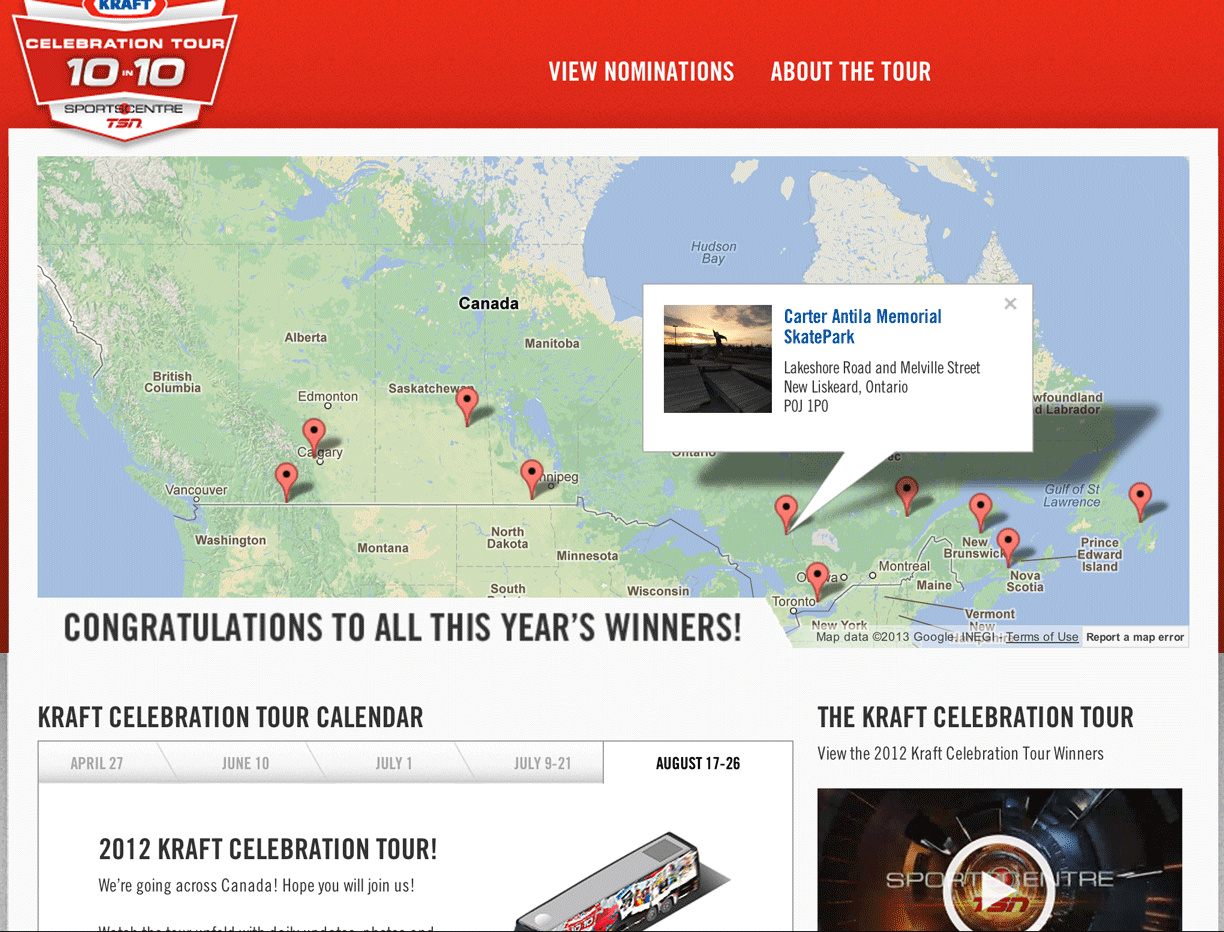 KRAFT
CELEBRATION TOUR
10 IN 10
SPORTSCENTRE
TSN
VIEW NOMINATIONS
ABOUT THE TOUR
Hudson
Bay
Canada
Carter Antila Memorial
SkatePark
Lakeshore Road and Melville Street
New Liskeard, Ontario
P0J 1P0
Alberta
Manitoba
British
Columbia
Saskatchewan
Edmonton
wfoundland
d Labrador
Calgary
Ontario
ec
nnipeg
Vancouver
Gulf of St
Lawrence
Washington
Montana
North
Dakota
Minnesota
New
Brunswick
Prince
Edward
Island
Montreal
Maine
Nova
Scotia
South
Wisconsin
Toronto
Vermont
New
New York
CONGRATULATIONS TO ALL THIS YEAR'S WINNERS!
Map data ©2013 Google, INEGI - Terms of Use
Report a map error
KRAFT CELEBRATION TOUR CALENDAR
APRIL 27
JUNE 10
JULY 1
JULY 9-21
AUGUST 17-26
2012 KRAFT CELEBRATION TOUR!
We're going across Canada! Hope you will join us!
Watch the tour unfold with daily updates, photos and
10 10
THE KRAFT CELEBRATION TOUR
View the 2012 Kraft Celebration Tour Winners
SPORTSCENTRE
TSN